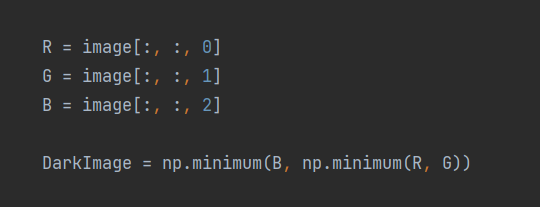 R = image[:, :, 0]
G = image[:, :, 1]
B = image[:, :, 2]
DarkImage = np.minimum(B, np.minimum(R, G))